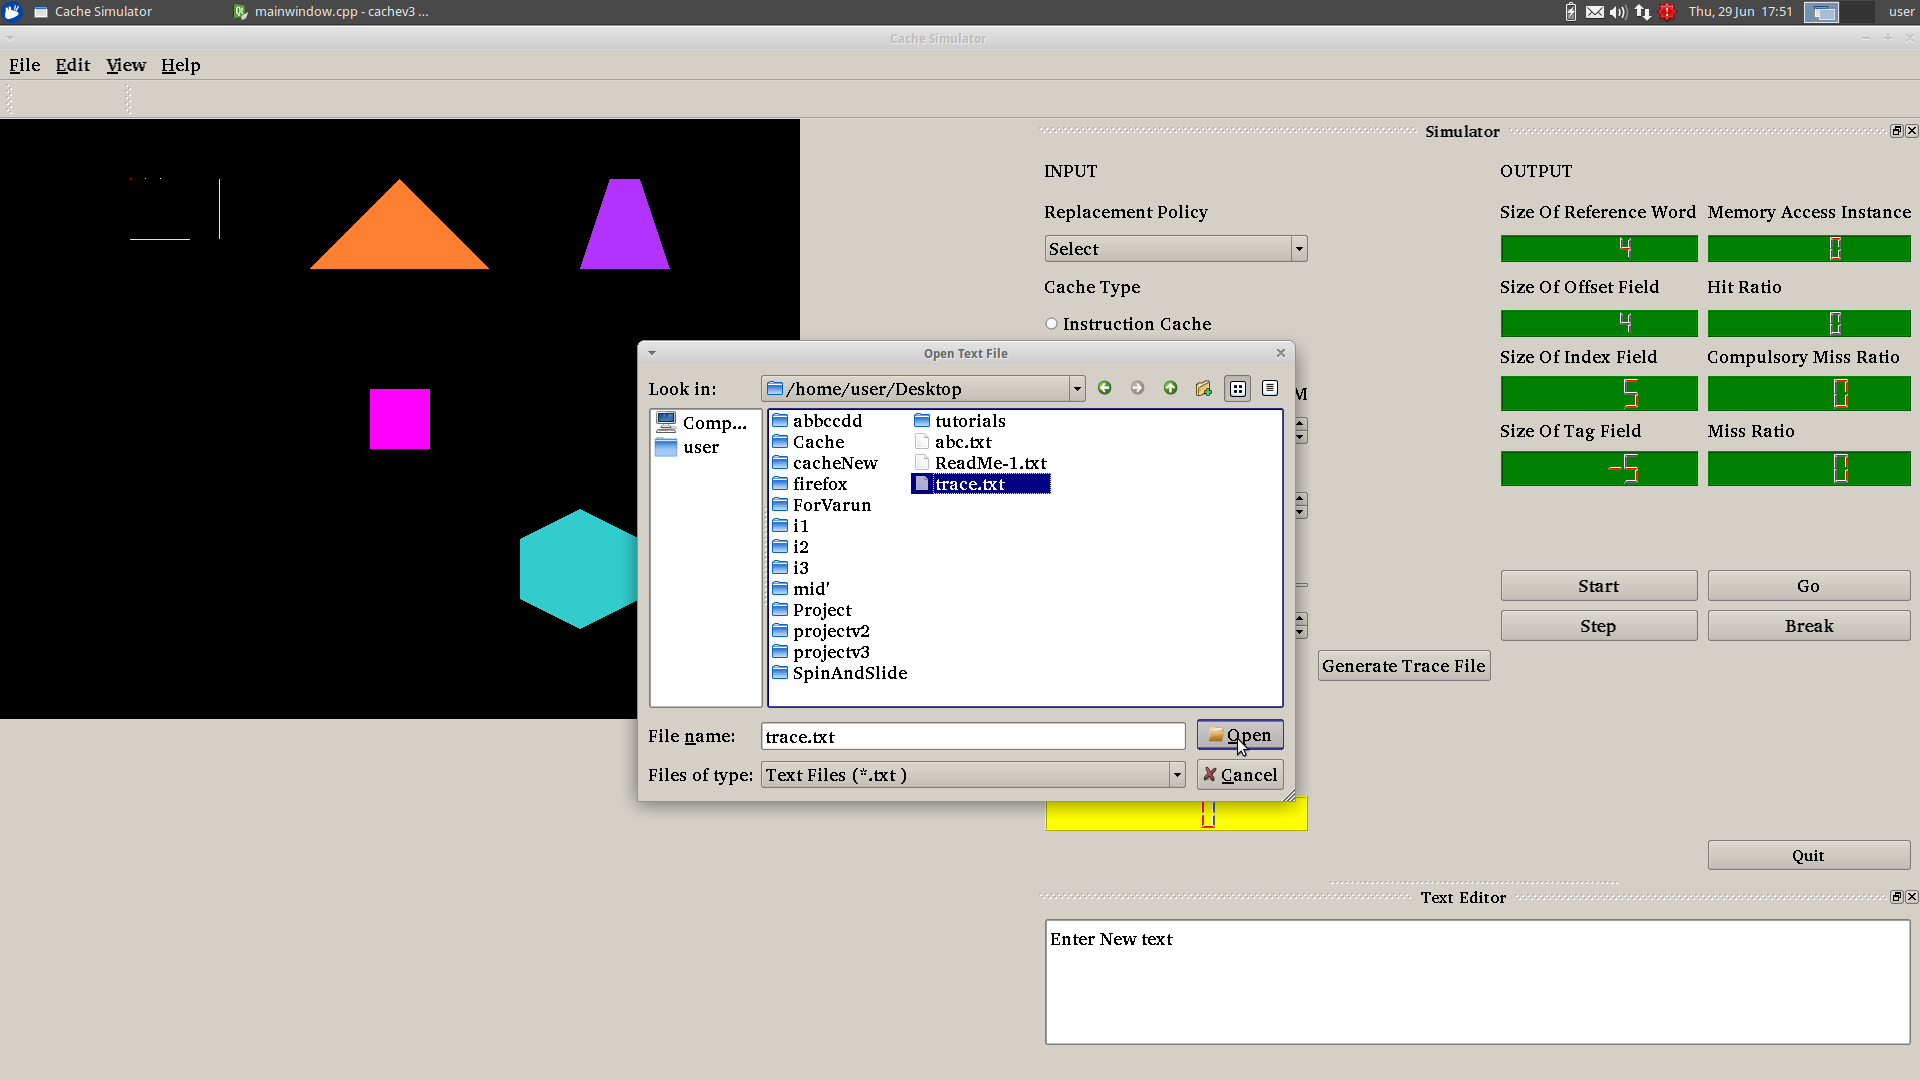 Cache Simulator
mainwindow.cpp - cachev3 ...
Thu, 29 Jun 17:51
user
Cache Simulator
File Edit View Help
Simulator
INPUT
Replacement Policy
Select
Cache Type
Instruction Cache
M
OUTPUT
Size Of Reference Word
Memory Access Instance
4
0
Size Of Offset Field
Hit Ratio
4
0
Size Of Index Field
Compulsory Miss Ratio
5
0
Size Of Tag Field
Miss Ratio
-5
0
Start
Go
Step
Break
Generate Trace File
Open Text File
Look in:
/home/user/Desktop
Comp...
user
abbccdd
Cache
cacheNew
firefox
ForVarun
i1
i2
i3
mid'
Project
projectv2
projectv3
SpinAndSlide
tutorials
abc.txt
ReadMe-1.txt
trace.txt
File name:
trace.txt
Open
Files of type:
Text Files (*.txt )
Cancel
Quit
Text Editor
Enter New text